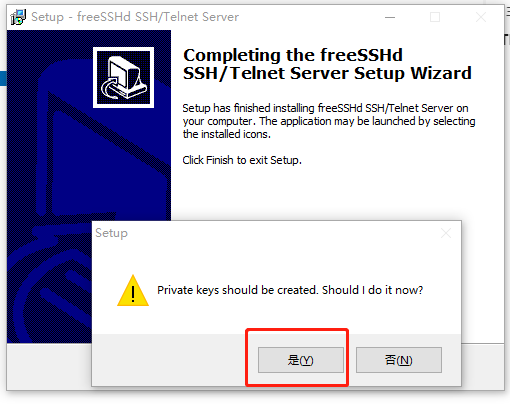 Setup - freeSSHd SSH/Telnet Server
Completing the freeSSHd
SSH/Telnet Server Setup Wizard
Setup has finished installing freeSSHd SSH/Telnet Server on
your computer. The application may be launched by selecting
the installed icons.
Click Finish to exit Setup.
Setup
Private keys should be created. Should I do it now?
是(Y)
否(N)